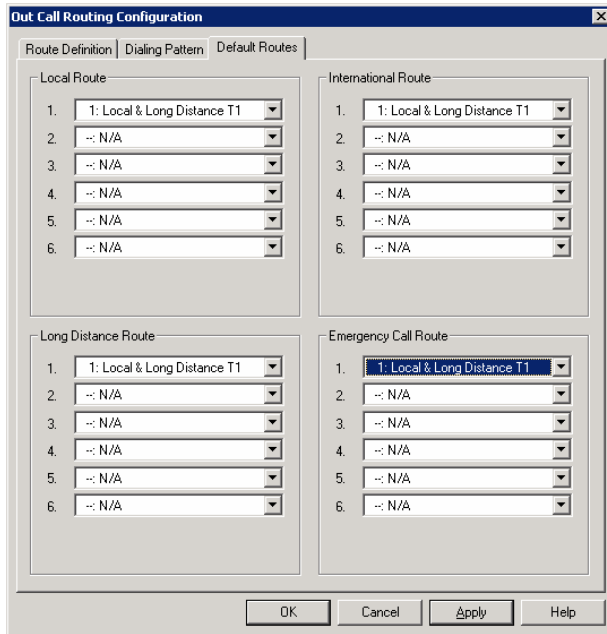 Out Call Routing Configuration
Route Definition
Dialing Pattern
Default Routes
Local Route
1. 1: Local & Long Distance T1
2. --: N/A
3. --: N/A
4. --: N/A
5. --: N/A
6. --: N/A
International Route
1. 1: Local & Long Distance T1
2. --: N/A
3. --: N/A
4. --: N/A
5. --: N/A
6. --: N/A
Long Distance Route
1. 1: Local & Long Distance T1
2. --: N/A
3. --: N/A
4. --: N/A
5. --: N/A
6. --: N/A
Emergency Call Route
1. 1: Local & Long Distance T1
2. --: N/A
3. --: N/A
4. --: N/A
5. --: N/A
6. --: N/A
OK
Cancel
Apply
Help